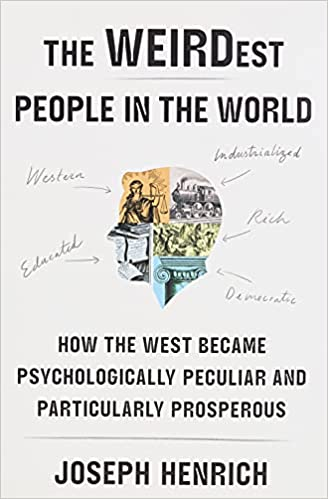 THE WEIRDest
PEOPLE IN THE WORLD
Western
Industrialized
Rich
Educated
Democratic
HOW THE WEST BECAME
PSYCHOLOGICALLY PECULIAR AND
PARTICULARLY PROSPEROUS
JOSEPH HENRICH